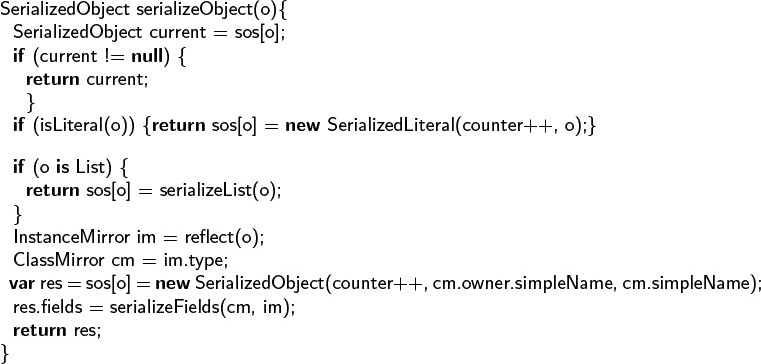 SerializedObject serializeObject(o){
SerializedObject current = sos[o];
if (current != null) {
return current;
}
if (isLiteral(o)) {return sos[o] = new SerializedLiteral(counter++, o);}
if (o is List) {
return sos[o] = serializeList(o);
}
InstanceMirror im = reflect(o);
ClassMirror cm = im.type;
var res = sos[o] = new SerializedObject(counter++, cm.owner.simpleName, cm.simpleName);
res.fields = serializeFields(cm, im);
return res;
}